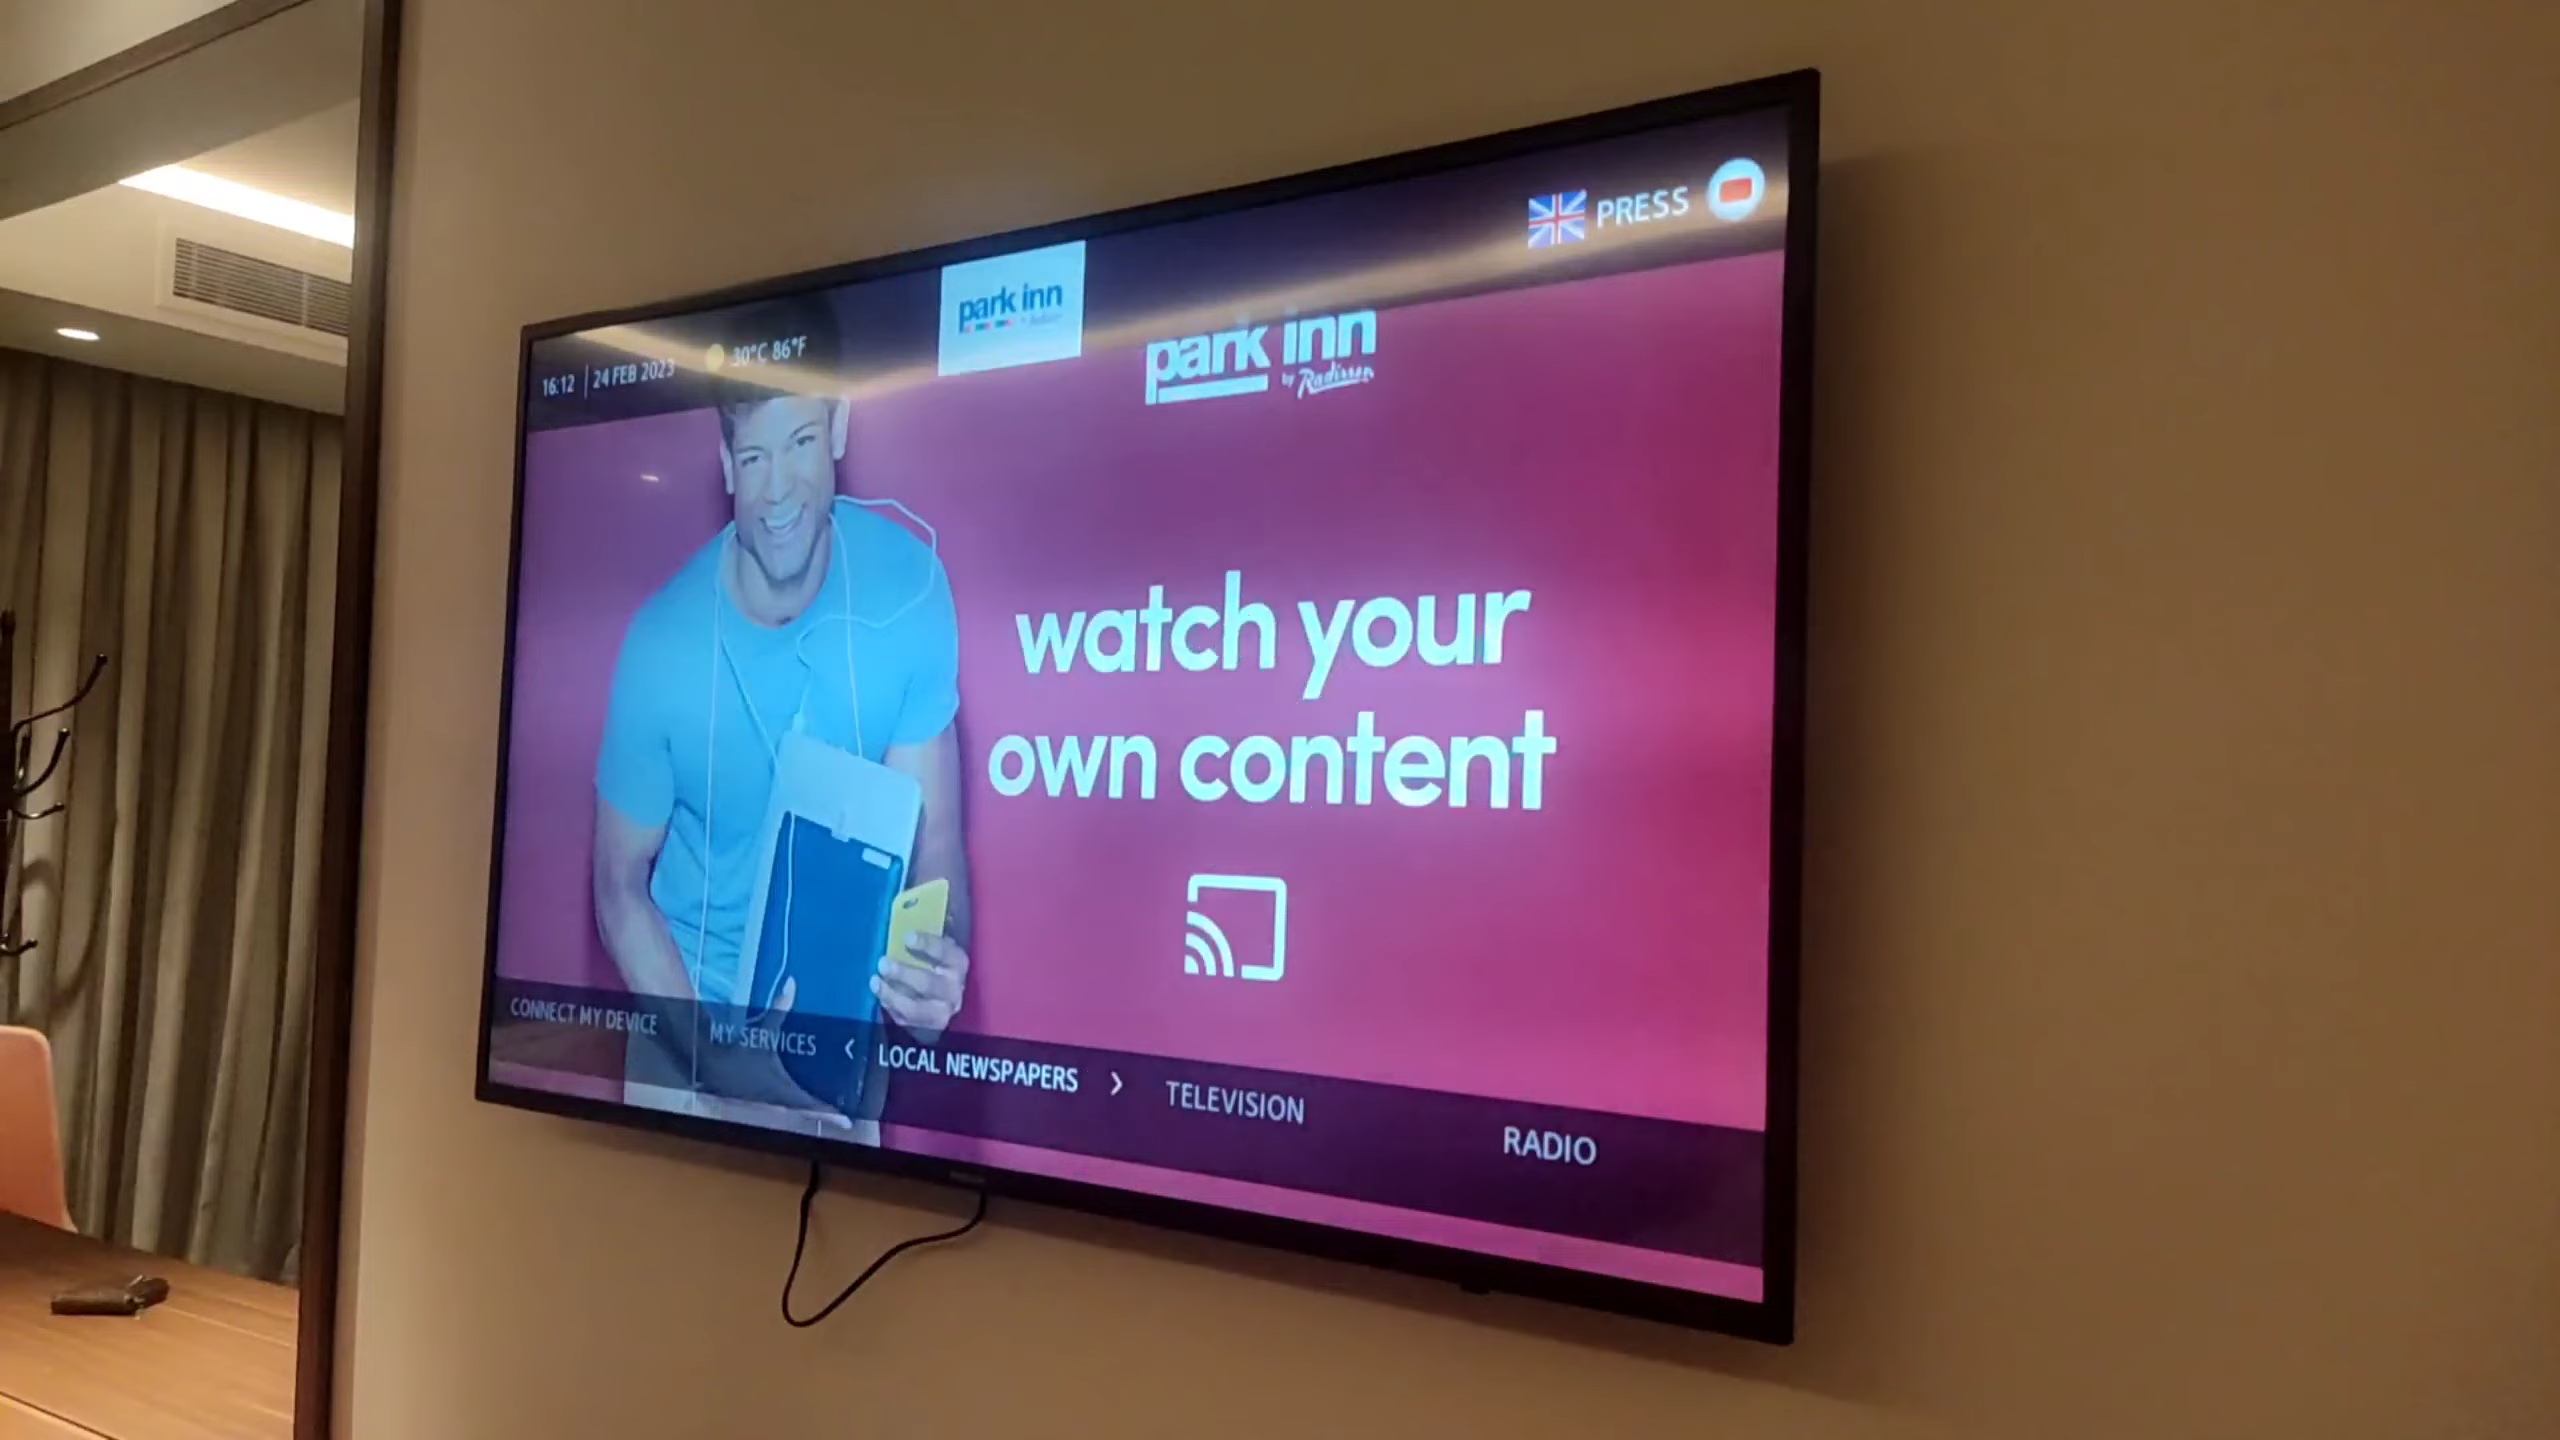 16:12 | 24 FEB 2023
30°C 86°F
park inn
PRESS
park inn
by Radisson
watch your
own content
CONNECT MY DEVICE
MY SERVICES
< LOCAL NEWSPAPERS >
TELEVISION
RADIO